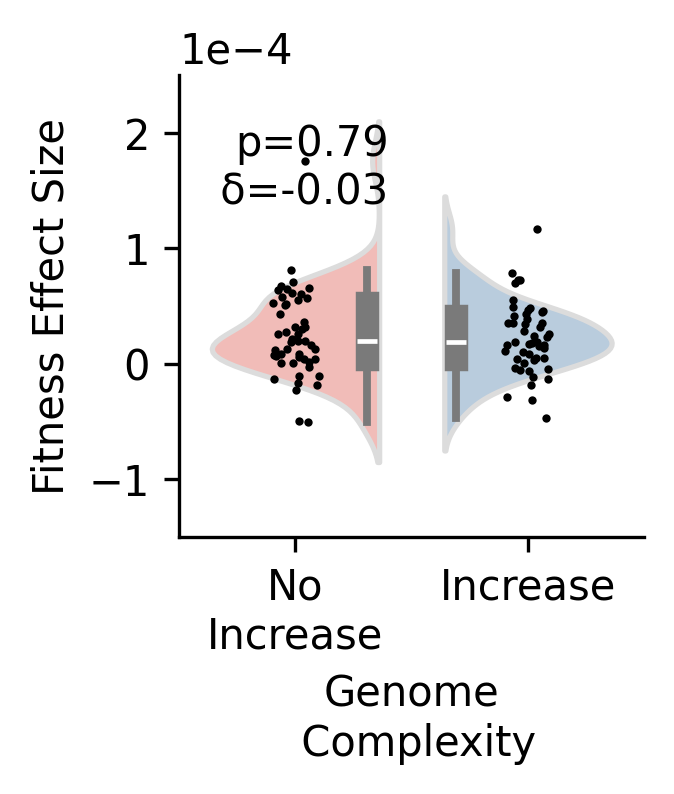 1e−4
Fitness Effect Size
2
1
0
−1
p=0.79
δ=-0.03
No
Increase
Increase
Genome
Complexity